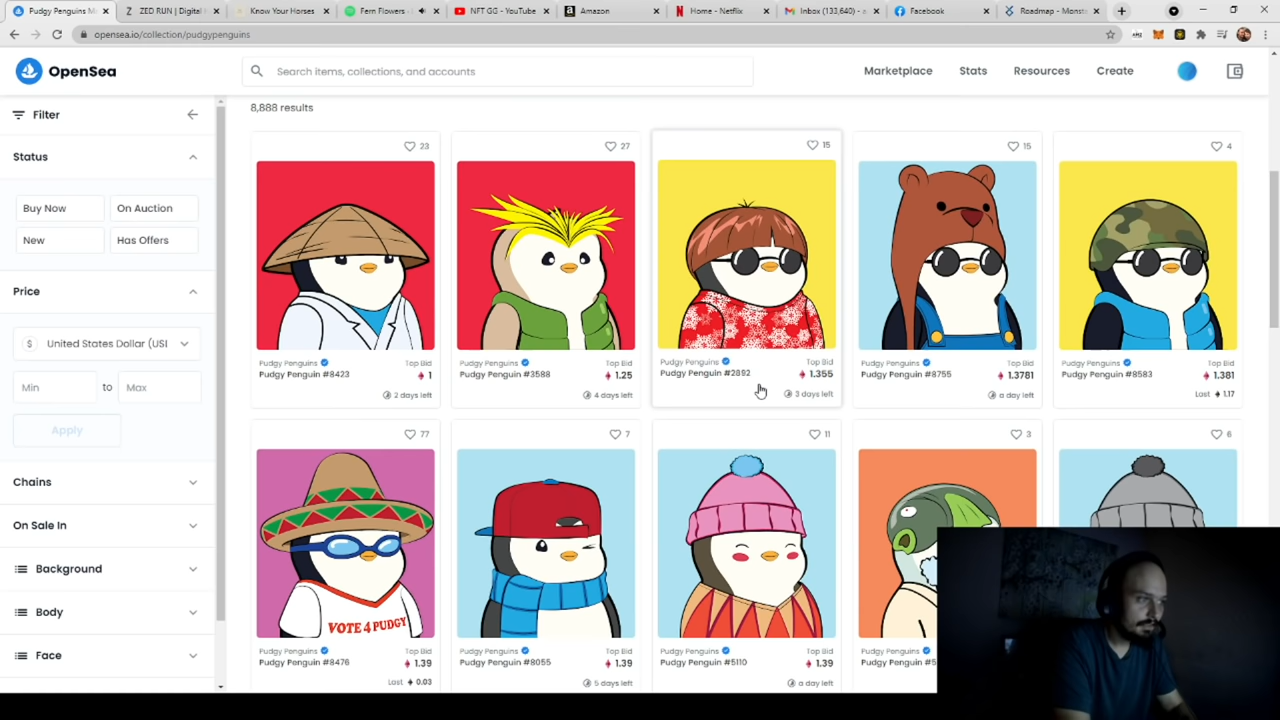 Pudgy Penguins M
ZED RUN | Digital
Know Your Horses
Fern Flowers -
NFT GG - YouTube
Amazon
Home - Netflix
Inbox (133,640) - a
Facebook
Roadmap - Monst
opensea.io/collection/pudgypenguins
OpenSea
Search items, collections, and accounts
Marketplace
Stats
Resources
Create
Filter
Status
Buy Now
On Auction
New
Has Offers
Price
$ United States Dollar (USI
Min
to
Max
Apply
Chains
On Sale In
Background
Body
Face
8,888 results
23
27
15
15
4
Pudgy Penguins Top Bid
Pudgy Penguin #8423 1
2 days left
Pudgy Penguins Top Bid
Pudgy Penguin #3588 1.25
4 days left
Pudgy Penguins Top Bid
Pudgy Penguin #2892 1.355
3 days left
Pudgy Penguins Top Bid
Pudgy Penguin #8755 1.3781
a day left
Pudgy Penguins Top Bid
Pudgy Penguin #8583 1.381
Last 1.17
77
7
11
3
6
VOTE 4 PUDGY
Pudgy Penguins Top Bid
Pudgy Penguin #8476 1.39
Last 0.03
Pudgy Penguins Top Bid
Pudgy Penguin #8055 1.39
5 days left
Pudgy Penguins Top Bid
Pudgy Penguin #5110 1.39
a day left
Pudgy Penguins
Pudgy Penguin #5